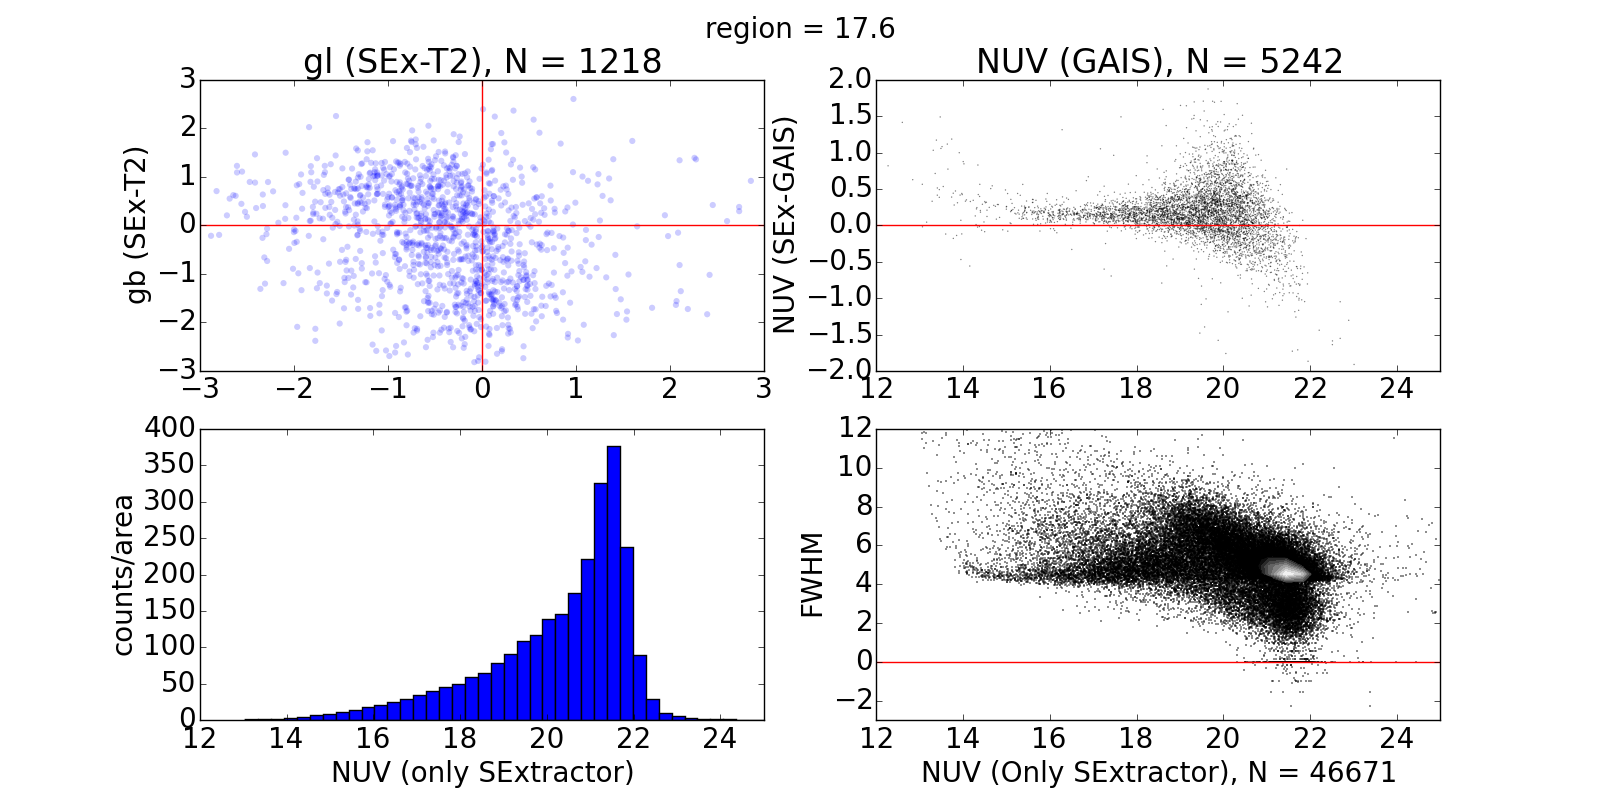 region = 17.6
gl (SEx-T2), N = 1218
NUV (GAIS), N = 5242
3
2
1
0
−1
−2
−3
gb (SEx-T2)
−3 −2 −1 0 1 2 3
2.0
1.5
1.0
0.5
0.0
−0.5
−1.0
−1.5
−2.0
NUV (SEx-GAIS)
12 14 16 18 20 22 24
400
350
300
250
200
150
100
50
0
counts/area
12 14 16 18 20 22 24
NUV (only SExtractor)
12
10
8
6
4
2
0
−2
FWHM
12 14 16 18 20 22 24
NUV (Only SExtractor), N = 46671